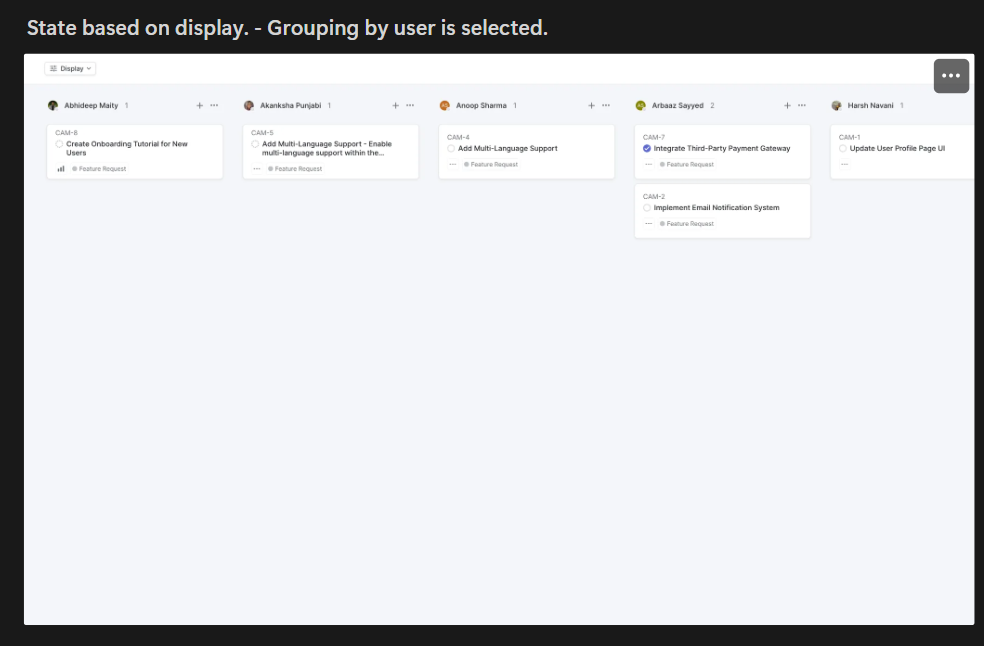 State based on display. - Grouping by user is selected.
Display
Abhideep Maity 1
Akanksha Punjabi 1
Anoop Sharma 1
Arbaaz Sayyed 2
Harsh Navani 1
CAM-6
Create Onboarding Tutorial for New
Users
Feature Request
CAM-5
Add Multi-Language Support - Enable
multi-language support within the...
Feature Request
CAM-4
Add Multi-Language Support
Feature Request
CAM-7
Integrate Third-Party Payment Gateway
Feature Request
CAM-2
Implement Email Notification System
Feature Request
CAM-1
Update User Profile Page UI